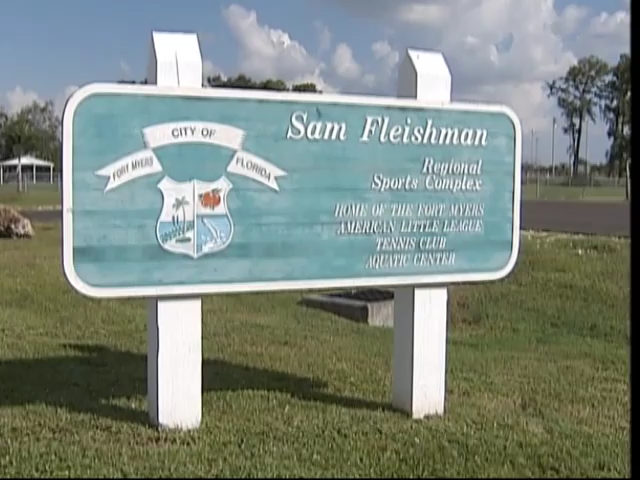 CITY OF
FORT MYERS
FLORIDA
Sam Fleishman
Regional
Sports Complex
HOME OF THE FORT MYERS
AMERICAN LITTLE LEAGUE
TENNIS CLUB
AQUATIC CENTER